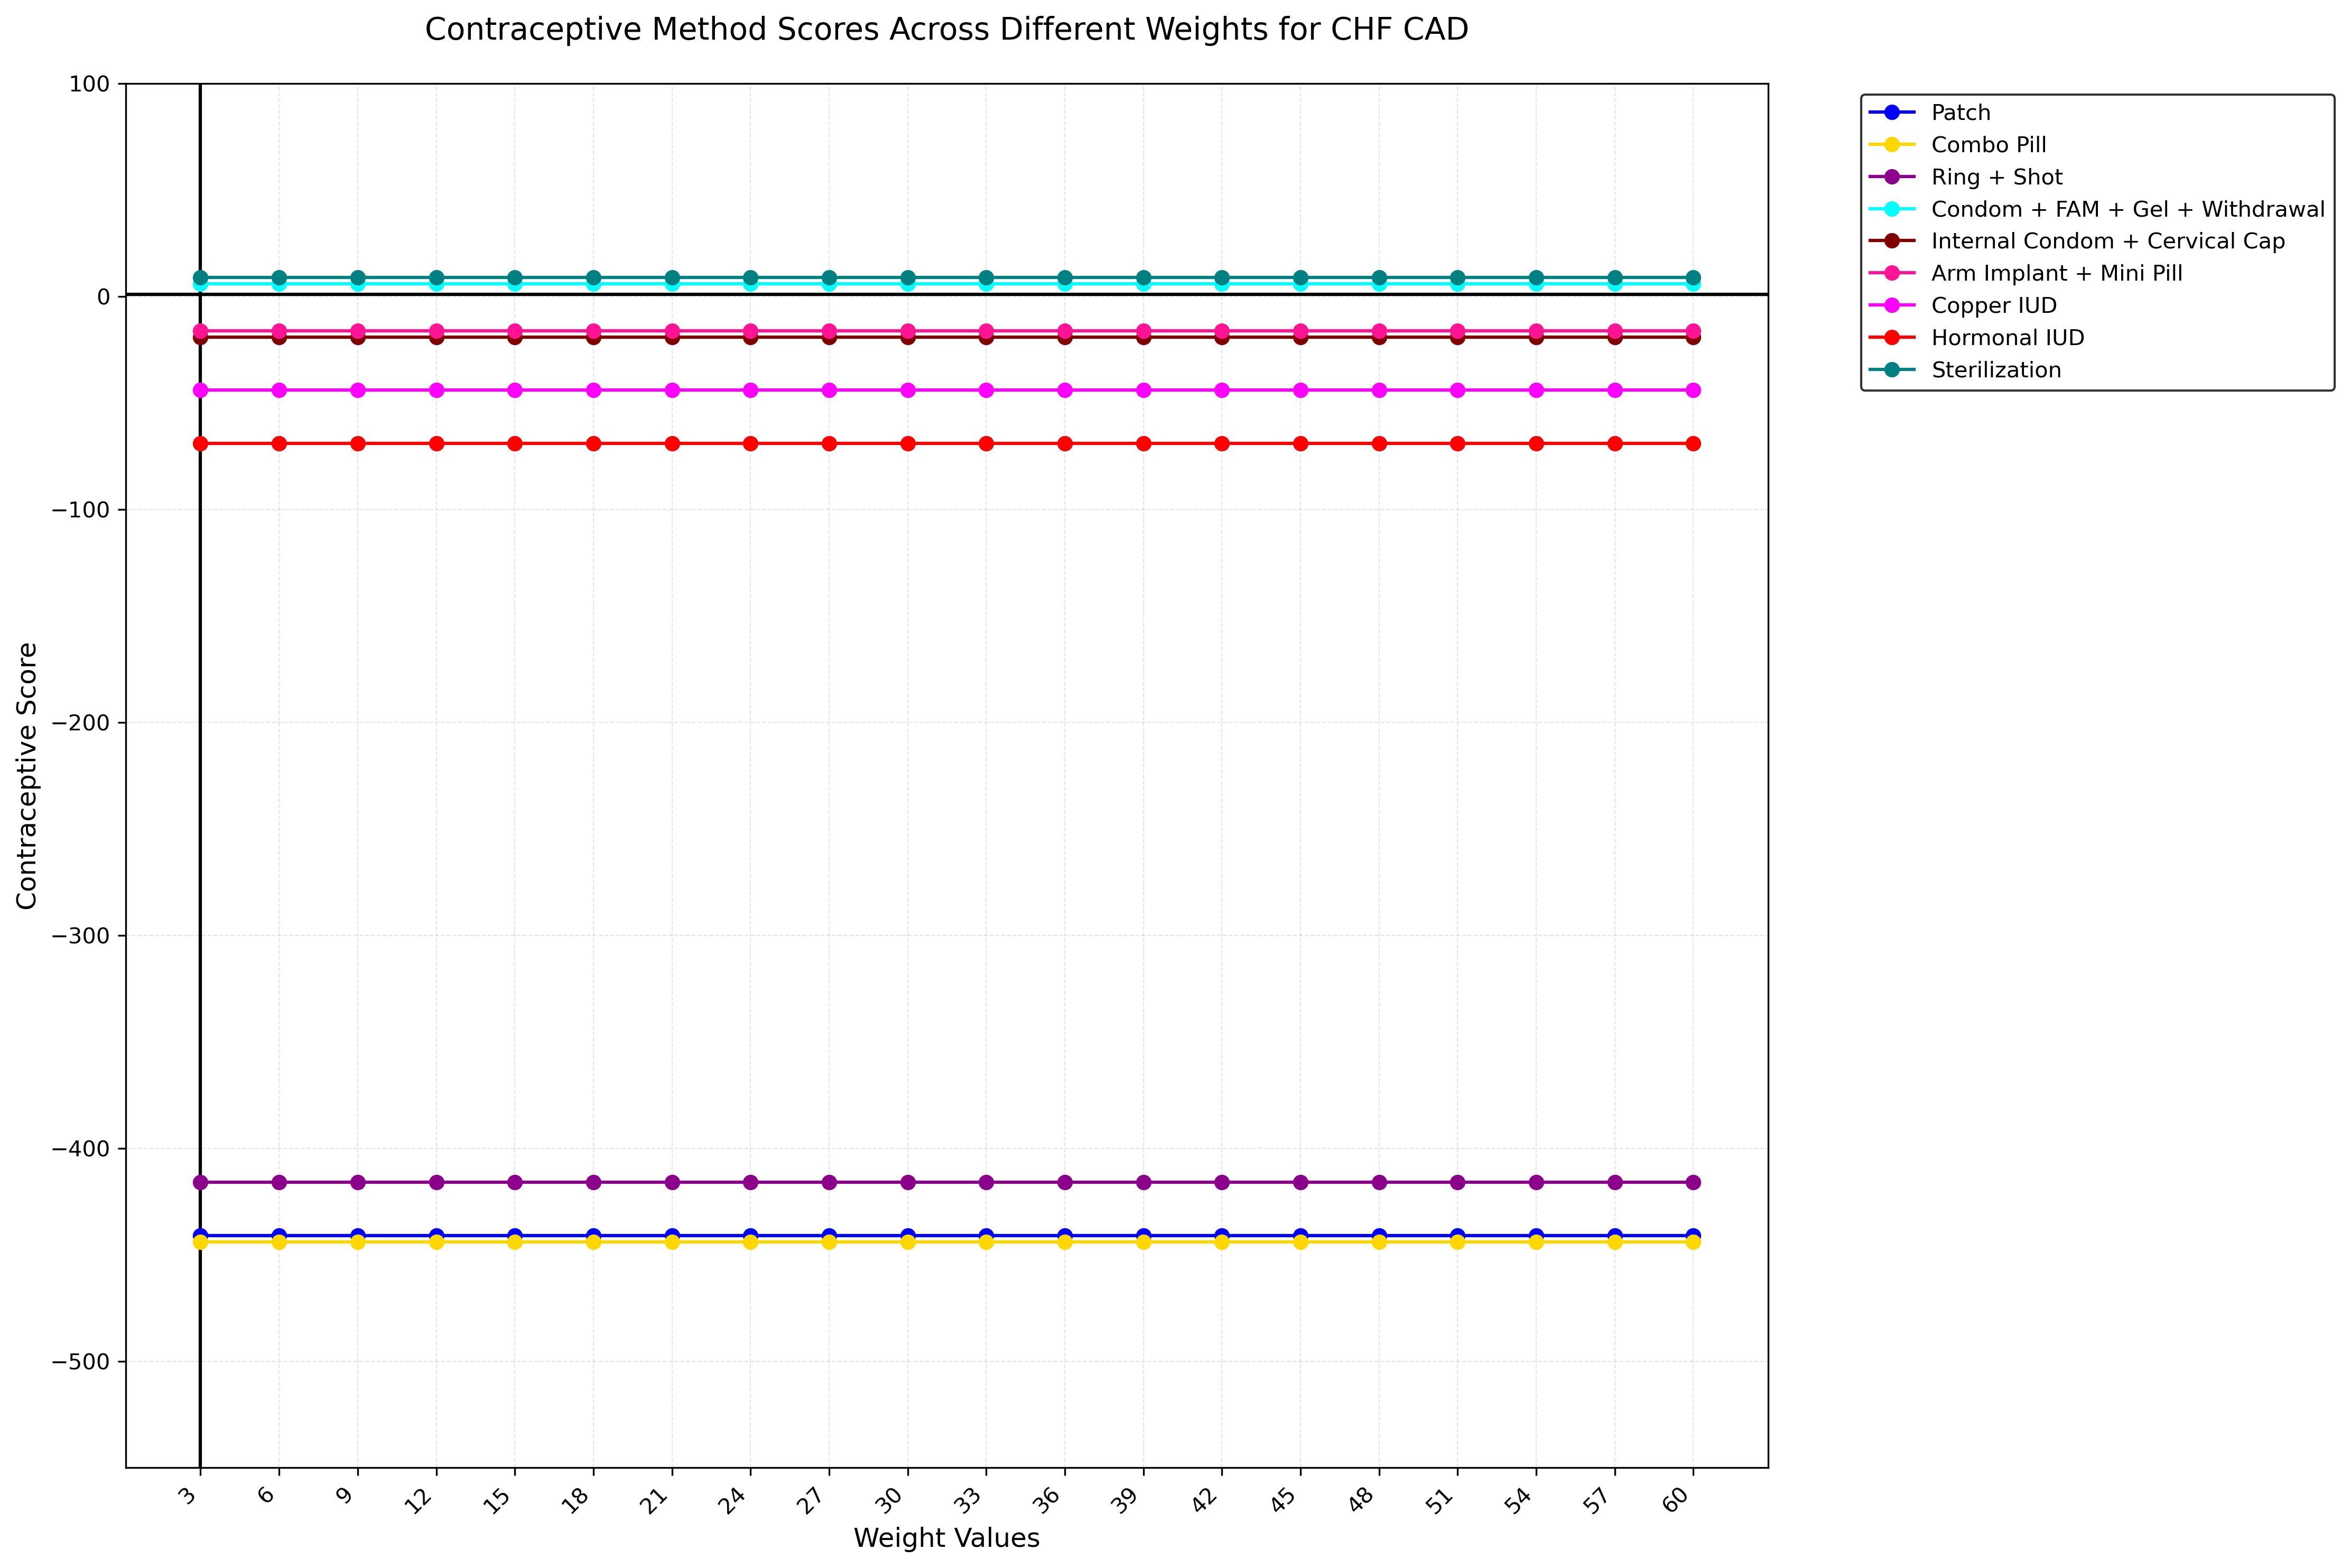 Contraceptive Method Scores Across Different Weights for CHF CAD
100
0
−100
−200
−300
−400
−500
Contraceptive Score
3
6
9
12
15
18
21
24
27
30
33
36
39
42
45
48
51
54
57
60
Weight Values
Patch
Combo Pill
Ring + Shot
Condom + FAM + Gel + Withdrawal
Internal Condom + Cervical Cap
Arm Implant + Mini Pill
Copper IUD
Hormonal IUD
Sterilization